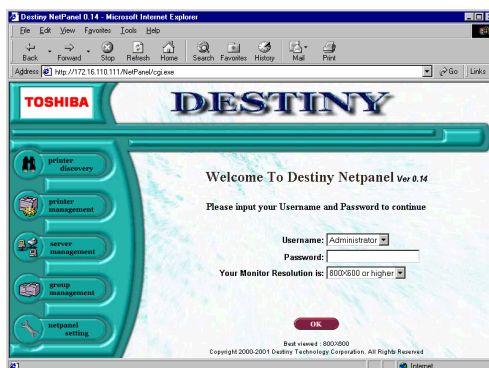 Destiny NetPanel 0.14 - Microsoft Internet Explorer
File Edit View Favorites Tools Help
Back Forward Stop Refresh Home Search Favorites History Mail Print
Address http://172.16.110.111/NetPanel/cgi.exe Go Links
TOSHIBA
DESTINY
printer
discovery
printer
management
server
management
group
management
netpanel
setting
Welcome To Destiny Netpanel Ver 0.14
Please input your Username and Password to continue
Username: Administrator
Password:
Your Monitor Resolution is: 800X600 or higher
OK
Best viewed : 800X600
Copyright 2000-2001 Destiny Technology Corporation. All Rights Reserved
Internet